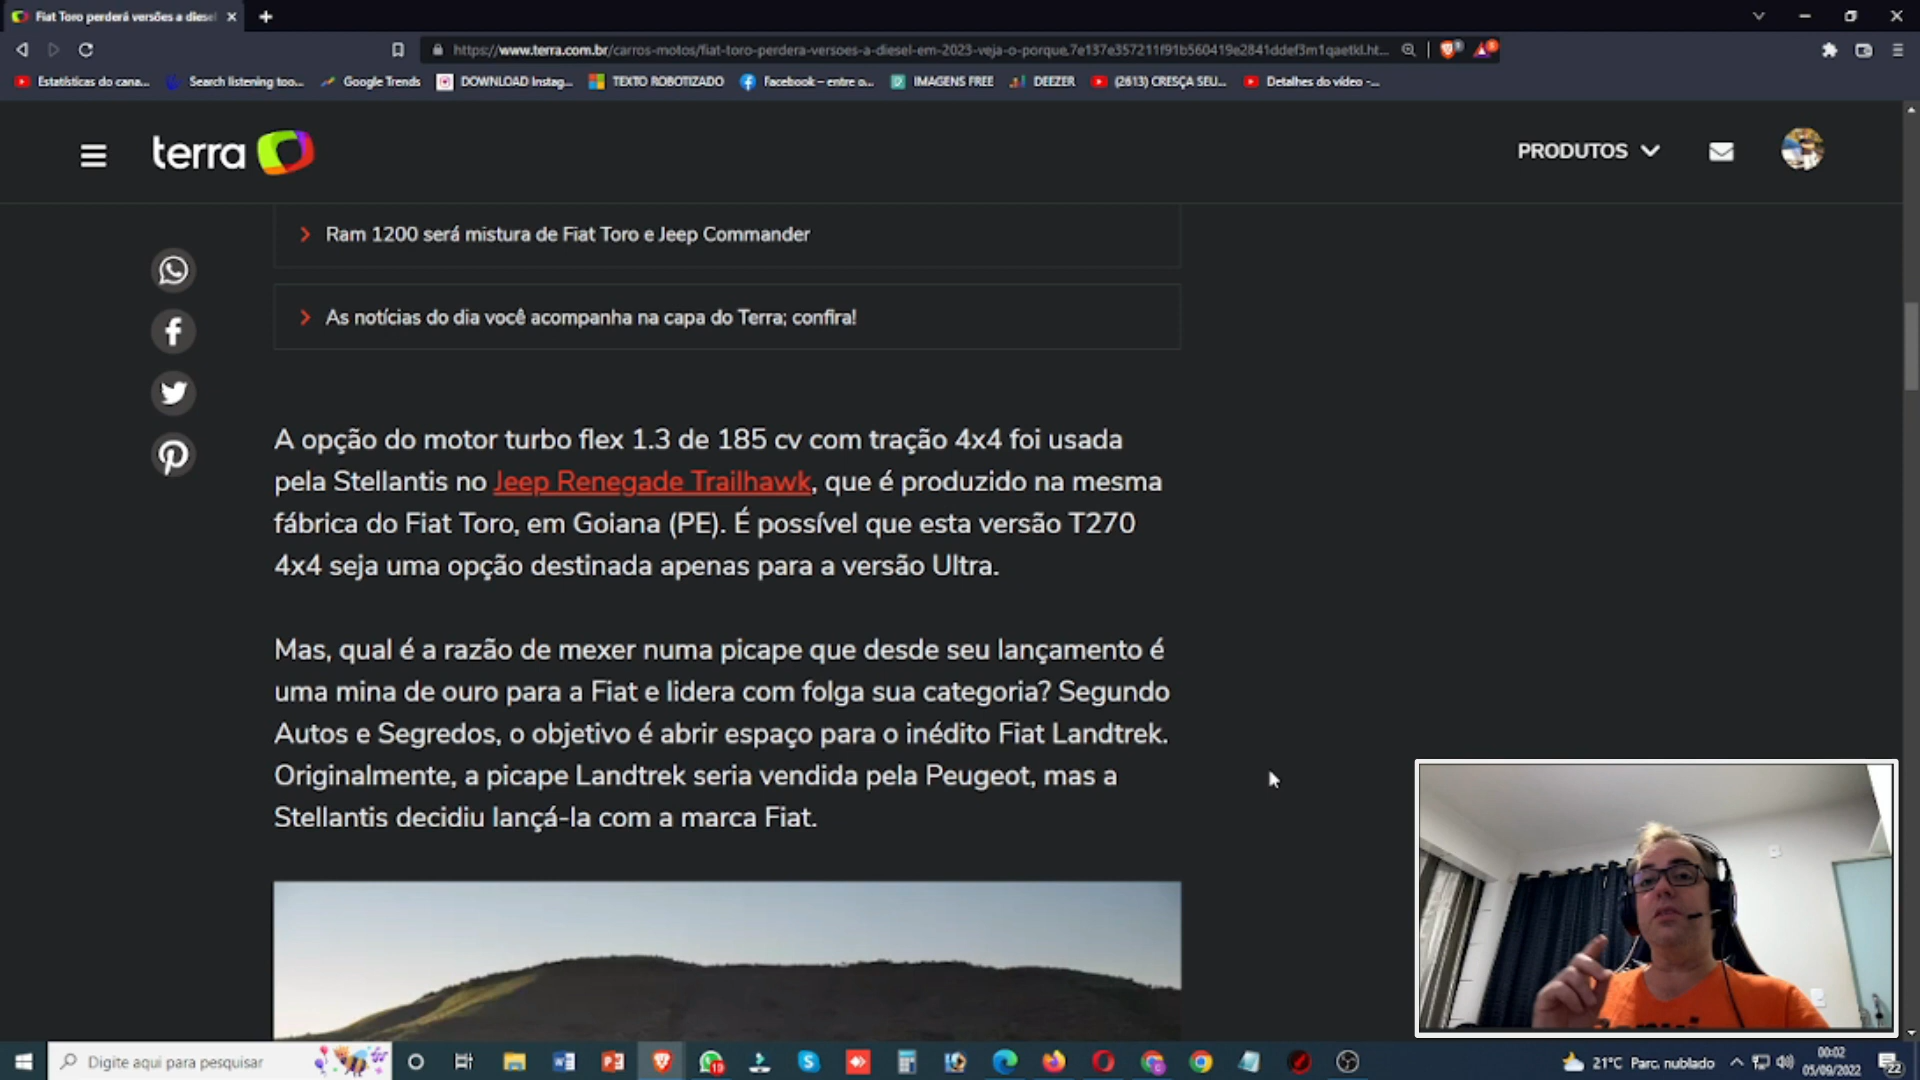 Fiat Toro perderá versões a diesel
https://www.terra.com.br/carros-motos/fiat-toro-perdera-versoes-a-diesel-em-2023-veja-o-porque,7e137e357211f91b560419e2841ddef3m1qaetkl.ht...
Estatísticas do cana...
Search listening too...
Google Trends
DOWNLOAD Instag...
TEXTO ROBOTIZADO
Facebook – entre o...
IMAGENS FREE
DEEZER
(2613) CRESÇA SEU...
Detalhes do vídeo -...
terra
PRODUTOS
Ram 1200 será mistura de Fiat Toro e Jeep Commander
As notícias do dia você acompanha na capa do Terra; confira!
A opção do motor turbo flex 1.3 de 185 cv com tração 4x4 foi usada
pela Stellantis no Jeep Renegade Trailhawk, que é produzido na mesma
fábrica do Fiat Toro, em Goiana (PE). É possível que esta versão T270
4x4 seja uma opção destinada apenas para a versão Ultra.
Mas, qual é a razão de mexer numa picape que desde seu lançamento é
uma mina de ouro para a Fiat e lidera com folga sua categoria? Segundo
Autos e Segredos, o objetivo é abrir espaço para o inédito Fiat Landtrek.
Originalmente, a picape Landtrek seria vendida pela Peugeot, mas a
Stellantis decidiu lançá-la com a marca Fiat.
Digite aqui para pesquisar
21°C Parc. nublado
00:02
05/09/2022
22